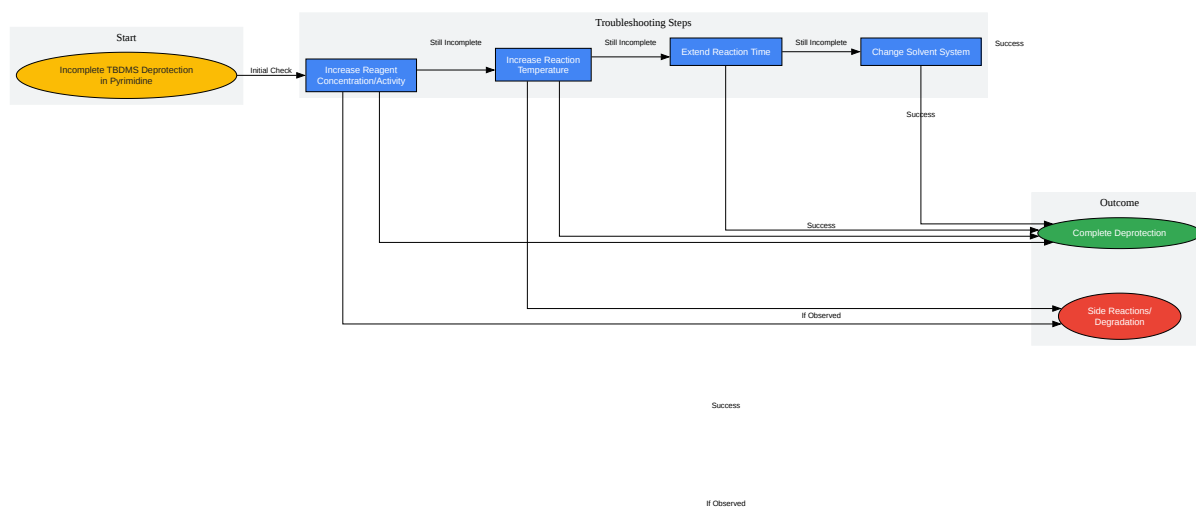 Start
Incomplete TBDMS Deprotection
in Pyrimidine
Initial Check
Troubleshooting Steps
Increase Reagent
Concentration/Activity
Still Incomplete
Increase Reaction
Temperature
Still Incomplete
Extend Reaction Time
Still Incomplete
Change Solvent System
Success
Success
Outcome
Success
Complete Deprotection
If Observed
Side Reactions/
Degradation
Success
If Observed